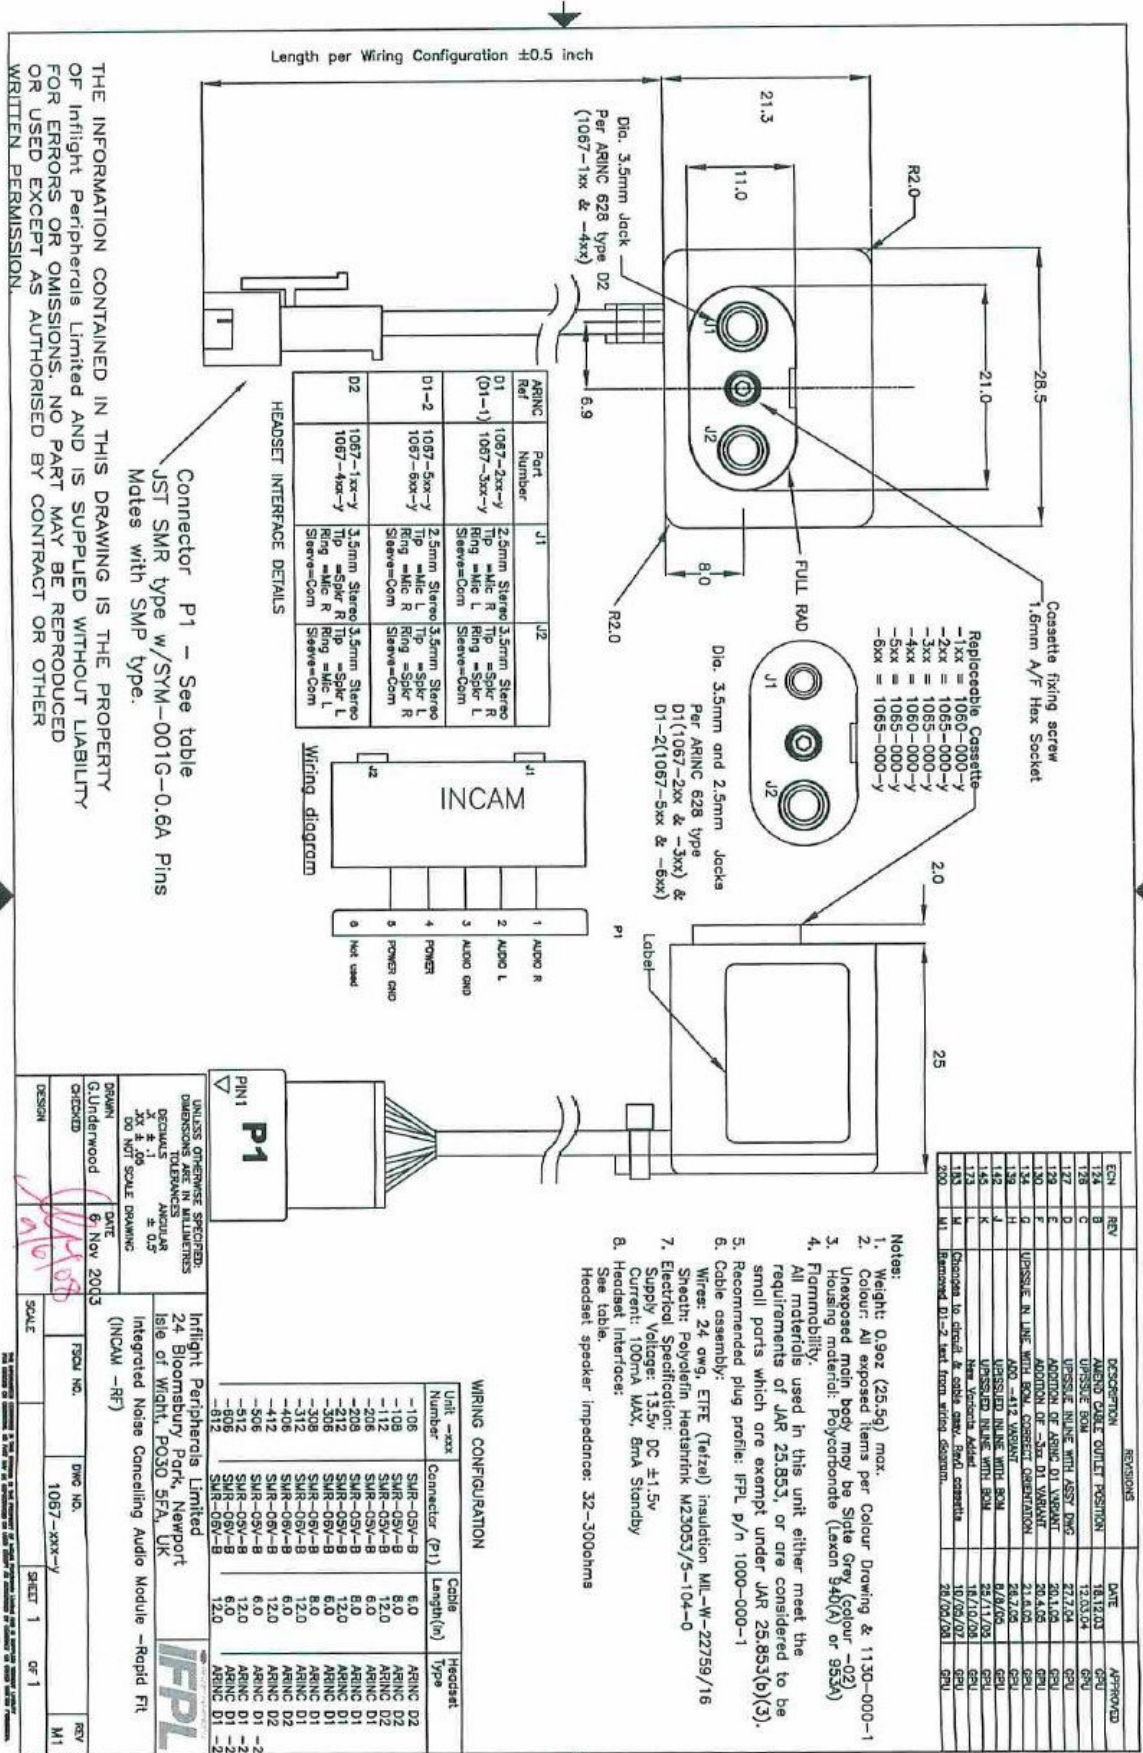 Length per Wiring Configuration ±0.5 inch
21.3
11.0
R2.0
28.5
21.0
Dia. 3.5mm Jack
Per ARINC 628 type D2
(1067-1xx & -4xx)
J1
J2
6.9
8.0
R2.0
FULL RAD
Cassette fixing screw
1.6mm A/F Hex Socket
Replaceable Cassette
-1xx = 1060-000-y
-2xx = 1065-000-y
-3xx = 1065-000-y
-4xx = 1060-000-y
-5xx = 1065-000-y
-6xx = 1065-000-y
J1
J2
Dia. 3.5mm and 2.5mm Jacks
Per ARINC 628 type
D1(1067-2xx & -3xx) &
D1-2(1067-5xx & -6xx)
2.0
25
Label
ARINC Ref Part Number J1 J2
D1 (D1-1) 1067-2xx-y 1067-3xx-y
2.5mm Stereo 3.5mm Stereo
Tip =Mic R Tip =Spkr R
Ring =Mic L Ring =Spkr L
Sleeve=Com Sleeve=Com
D1-2 1067-5xx-y 1067-6xx-y
2.5mm Stereo 3.5mm Stereo
Tip =Mic L Tip =Spkr L
Ring =Mic R Ring =Spkr R
Sleeve=Com Sleeve=Com
D2 1067-1xx-y 1067-4xx-y
3.5mm Stereo 3.5mm Stereo
Tip =Spkr R Tip =Spkr L
Ring =Mic R Ring =Mic L
Sleeve=Com Sleeve=Com
HEADSET INTERFACE DETAILS
Connector P1 - See table
JST SMR type w/SYM-001G-0.6A Pins
Mates with SMP type.
INCAM
J1
J2
Wiring diagram
P1
1 AUDIO R
2 AUDIO L
3 AUDIO GND
4 POWER
5 POWER GND
6 Not used
PIN1
P1
THE INFORMATION CONTAINED IN THIS DRAWING IS THE PROPERTY
OF Inflight Peripherals Limited AND IS SUPPLIED WITHOUT LIABILITY
FOR ERRORS OR OMISSIONS. NO PART MAY BE REPRODUCED
OR USED EXCEPT AS AUTHORISED BY CONTRACT OR OTHER
WRITTEN PERMISSION.
REVISIONS
ECN REV DESCRIPTION DATE APPROVED
124 B AMEND CABLE OUTLET POSITION 18.12.03 GPU
126 C UPISSUE BOM 12.03.04 GPU
127 D UPISSUE INLINE WITH ASSY DWG 27.7.04 GPU
129 E ADDITION OF ARINC D1 VARIANT 20.1.05 GPU
130 F ADDITION OF -3xx D1 VARIANT 20.4.05 GPU
134 G UPISSUE IN LINE WITH BOM, CORRECT ORIENTATION 21.6.05 GPU
139 H ADD -412 VARIANT 26.7.05 GPU
142 J UPISSUED INLINE WITH BOM 8/8/05 GPU
145 K UPISSUED INLINE WITH BOM 25/11/05 GPU
173 L New Variants Added 18/10/06 GPU
183 M Changes to circuit & cable assy, RevD cassette 10/05/07 GPU
200 M1 Removed D1-2 text from wiring diagram. GPU
Notes:
1. Weight: 0.9oz (25.5g) max.
2. Colour: All exposed items per Colour Drawing & 1130-000-1
Unexposed main body may be Slate Grey (colour -02)
3. Housing material: Polycarbonate (Lexan 940(A) or 953A)
4. Flammability.
All materials used in this unit either meet the
requirements of JAR 25.853, or are considered to be
small parts which are exempt under JAR 25.853(b)(3).
5. Recommended plug profile: IFPL p/n 1000-000-1
6. Cable assembly:
Wires: 24 awg, ETFE (Tefzel) insulation MIL-W-22759/16
Sheath: Polyolefin Heatshrink M23053/5-104-0
7. Electrical Specification:
Supply Voltage: 13.5v DC ±1.5v
Current: 100mA MAX, 8mA Standby
8. Headset Interface:
See table.
Headset speaker impedance: 32-300ohms
WIRING CONFIGURATION
Unit -xxx Number Connector (P1) Cable Length(in) Headset Type
-106 SMR-05V-B 6.0 ARINC D2
-108 SMR-05V-B 8.0 ARINC D2
-112 SMR-05V-B 12.0 ARINC D2
-206 SMR-05V-B 6.0 ARINC D1
-208 SMR-05V-B 8.0 ARINC D1
-212 SMR-05V-B 12.0 ARINC D1
-306 SMR-06V-B 6.0 ARINC D1
-308 SMR-06V-B 8.0 ARINC D1
-312 SMR-06V-B 12.0 ARINC D1
-406 SMR-06V-B 6.0 ARINC D2
-412 SMR-06V-B 12.0 ARINC D2
-506 SMR-05V-B 6.0 ARINC D1 -2
-512 SMR-05V-B 12.0 ARINC D1 -2
-606 SMR-06V-B 6.0 ARINC D1 -2
-612 SMR-06V-B 12.0 ARINC D1 -2
UNLESS OTHERWISE SPECIFIED:
DIMENSIONS ARE IN MILLIMETRES
TOLERANCES
DECIMALS ANGULAR
.X ± .1 ± 0.5°
.XX ± .05
DO NOT SCALE DRAWING
DRAWN G.Underwood
DATE 6 Nov 2003
CHECKED
DESIGN
Inflight Peripherals Limited
24 Bloomsbury Park, Newport
Isle of Wight, PO30 5FA, UK
IFPL
Integrated Noise Cancelling Audio Module -Rapid Fit
(INCAM -RF)
FSCM NO.
DWG NO. 1067-xxx-y
REV M1
SCALE
SHEET 1 OF 1